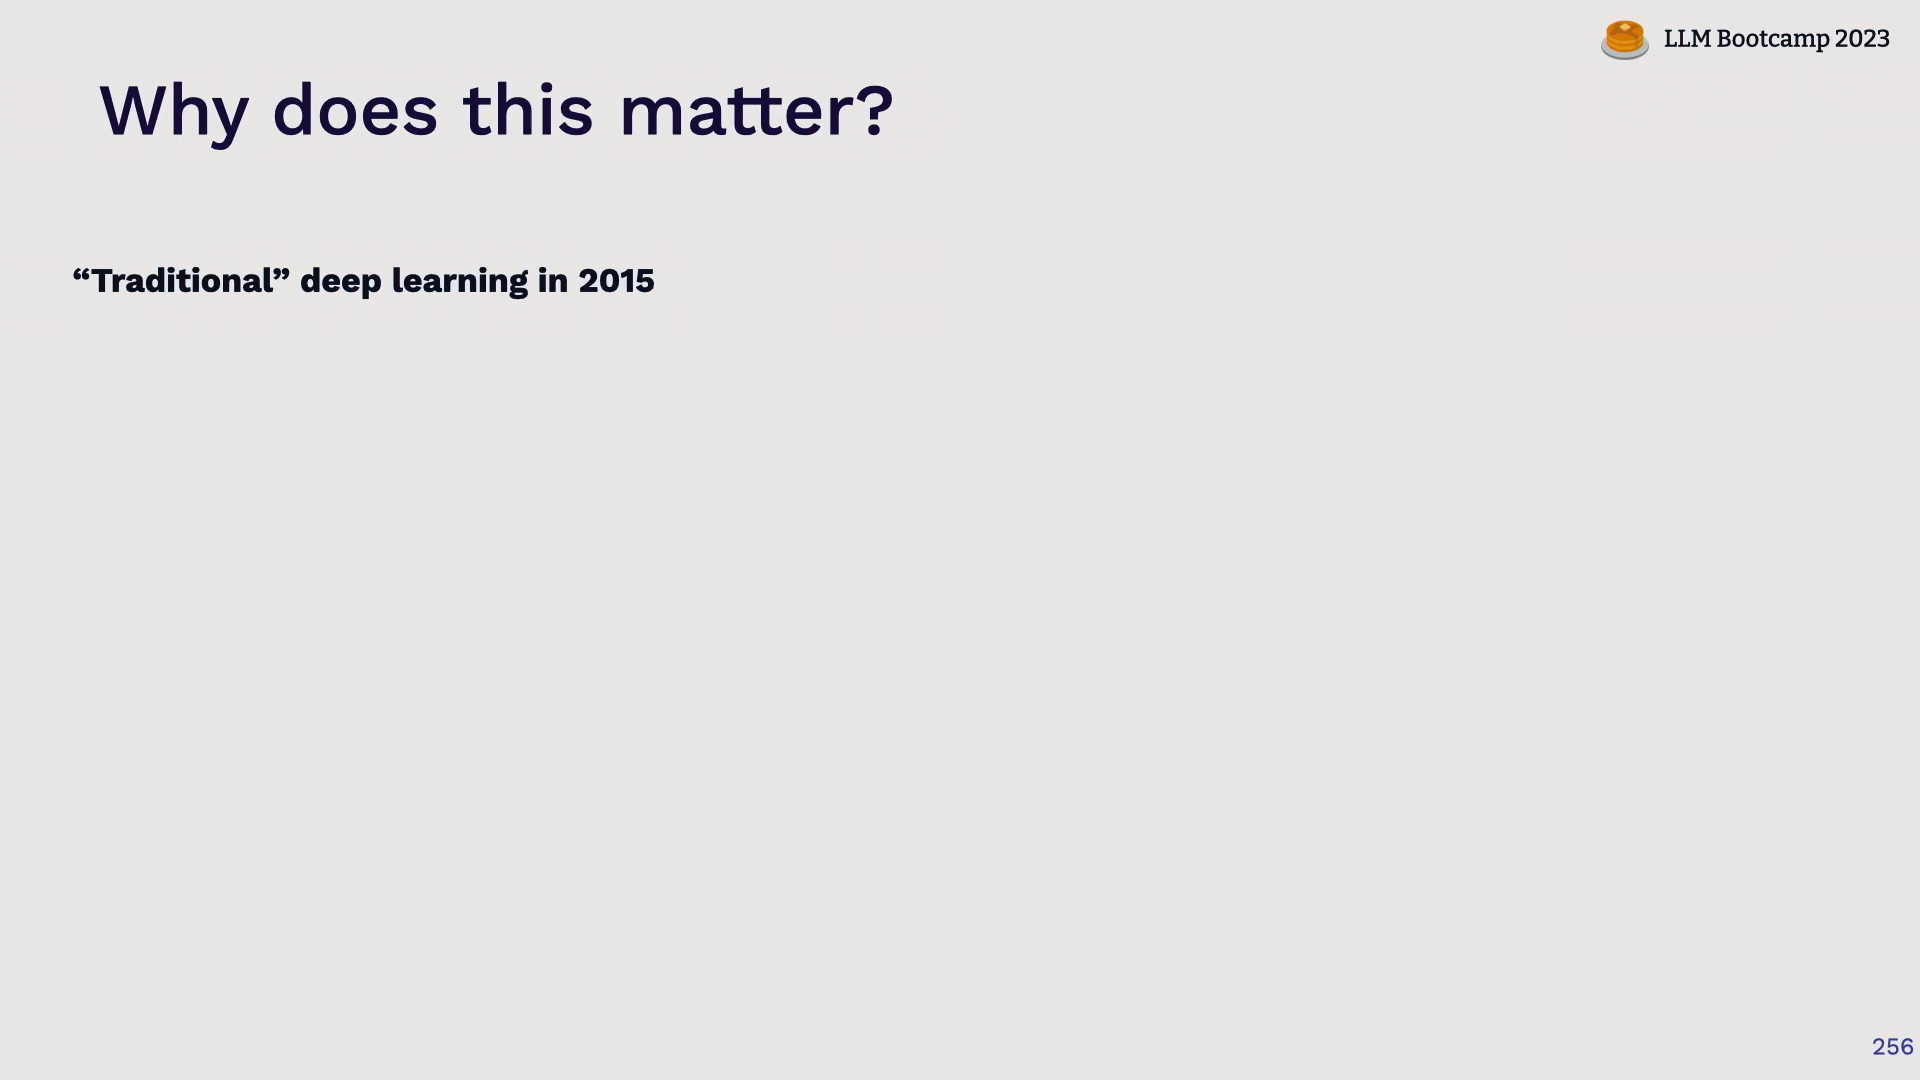 LLM Bootcamp 2023
Why does this matter?
“Traditional” deep learning in 2015
256